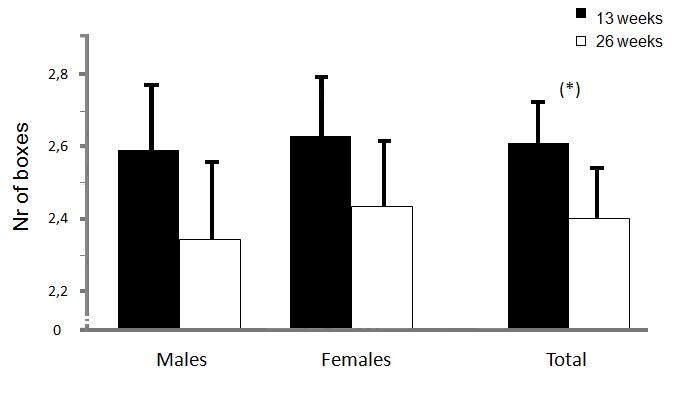 13 weeks
26 weeks
(*)
Nr of boxes
2,8
2,6
2,4
2,2
0
Males Females Total